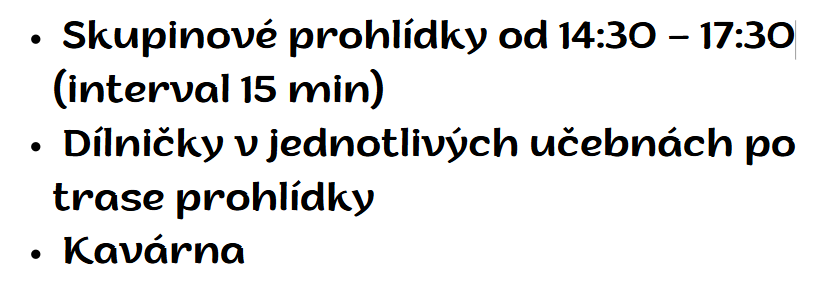 • Skupinové prohlídky od 14:30 – 17:30
(interval 15 min)
• Dílničky v jednotlivých učebnách po
trase prohlídky
• Kavárna